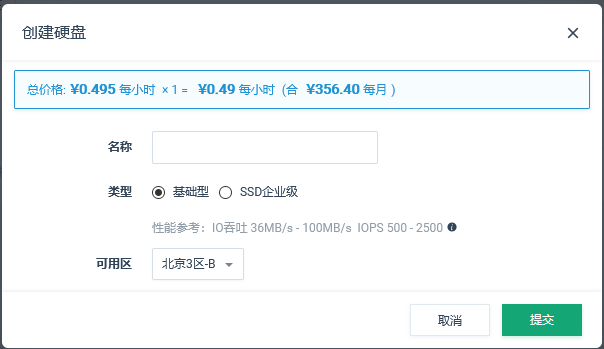 创建硬盘
总价格: ¥0.495 每小时 × 1 = ¥0.49 每小时 (合 ¥356.40 每月 )
名称
类型 基础型 SSD企业级
性能参考：IO吞吐 36MB/s - 100MB/s IOPS 500 - 2500
可用区 北京3区-B
取消 提交